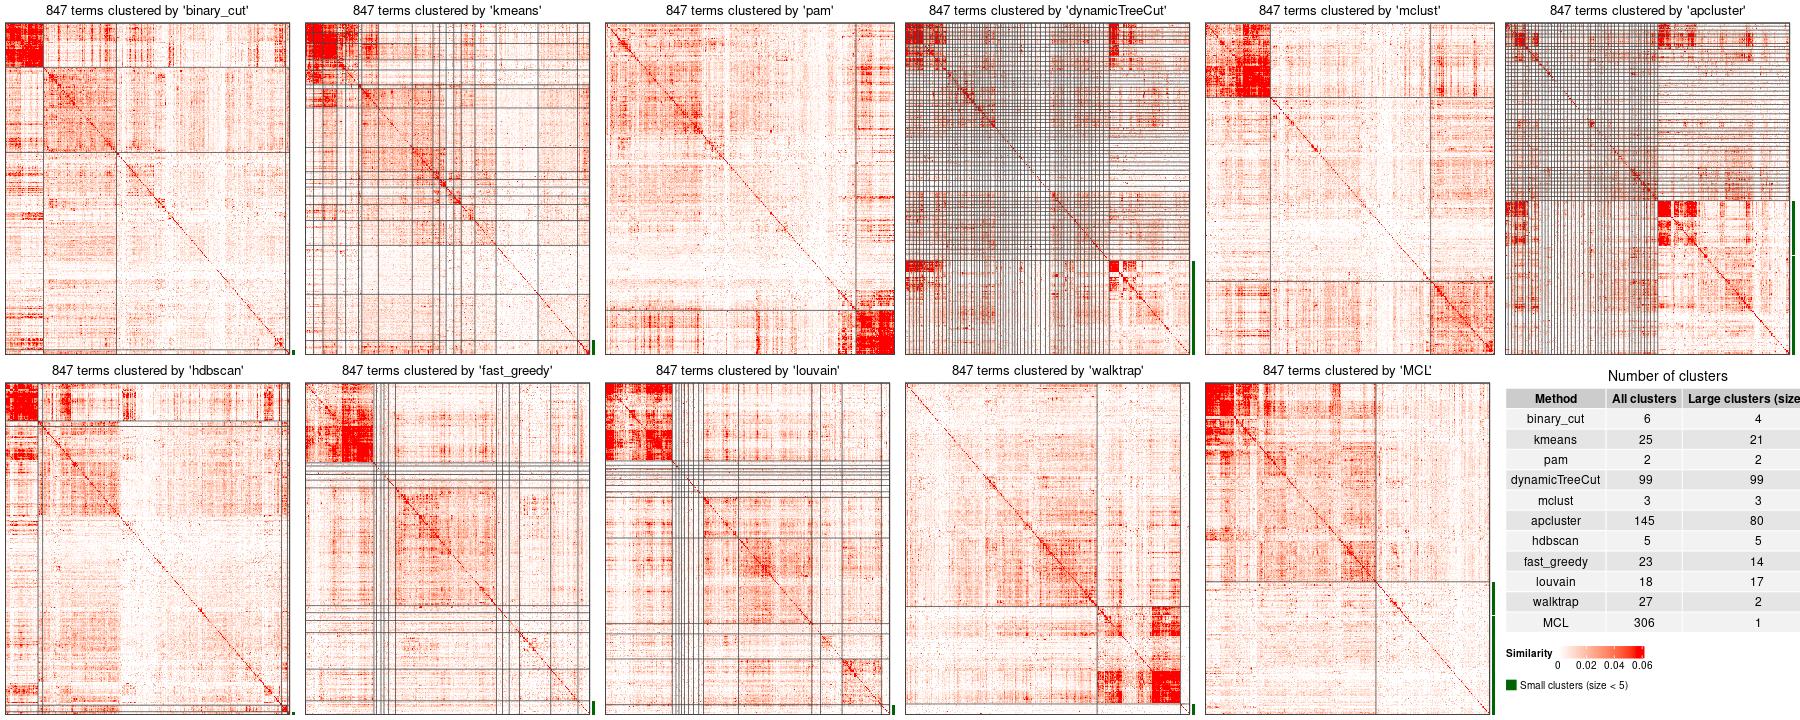 847 terms clustered by 'binary_cut'
847 terms clustered by 'kmeans'
847 terms clustered by 'pam'
847 terms clustered by 'dynamicTreeCut'
847 terms clustered by 'mclust'
847 terms clustered by 'apcluster'
847 terms clustered by 'hdbscan'
847 terms clustered by 'fast_greedy'
847 terms clustered by 'louvain'
847 terms clustered by 'walktrap'
847 terms clustered by 'MCL'
Number of clusters
Method All clusters Large clusters (size
binary_cut 6 4
kmeans 25 21
pam 2 2
dynamicTreeCut 99 99
mclust 3 3
apcluster 145 80
hdbscan 5 5
fast_greedy 23 14
louvain 18 17
walktrap 27 2
MCL 306 1
Similarity
0 0.02 0.04 0.06
Small clusters (size < 5)